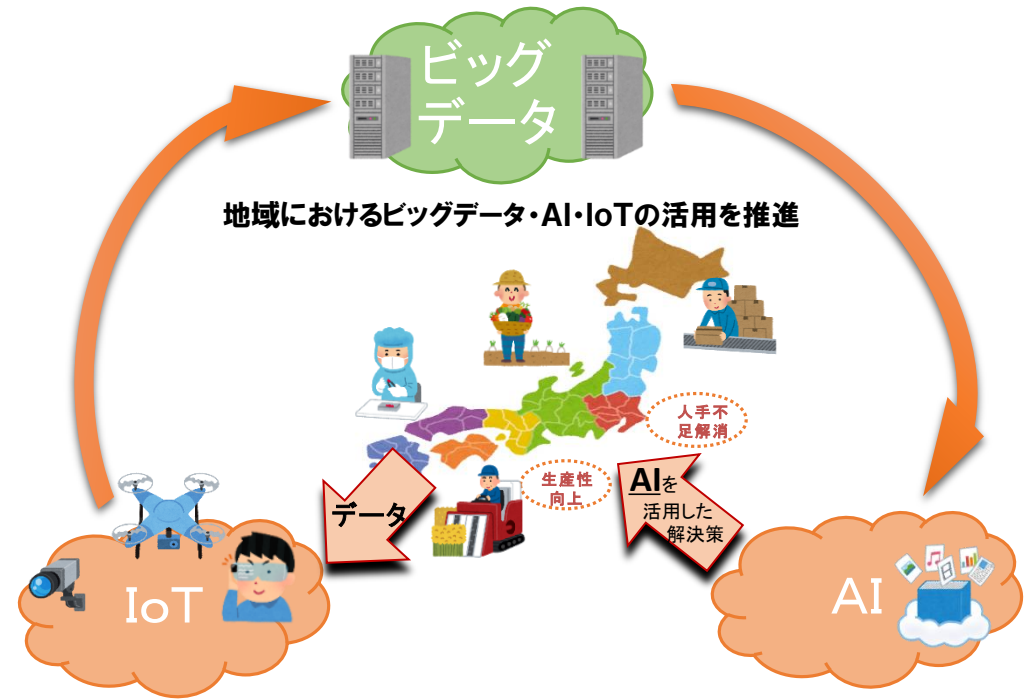 ビッグ
データ
地域におけるビッグデータ・AI・IoTの活用を推進
人手不
足解消
生産性
向上
AIを
活用した
解決策
データ
IoT
AI